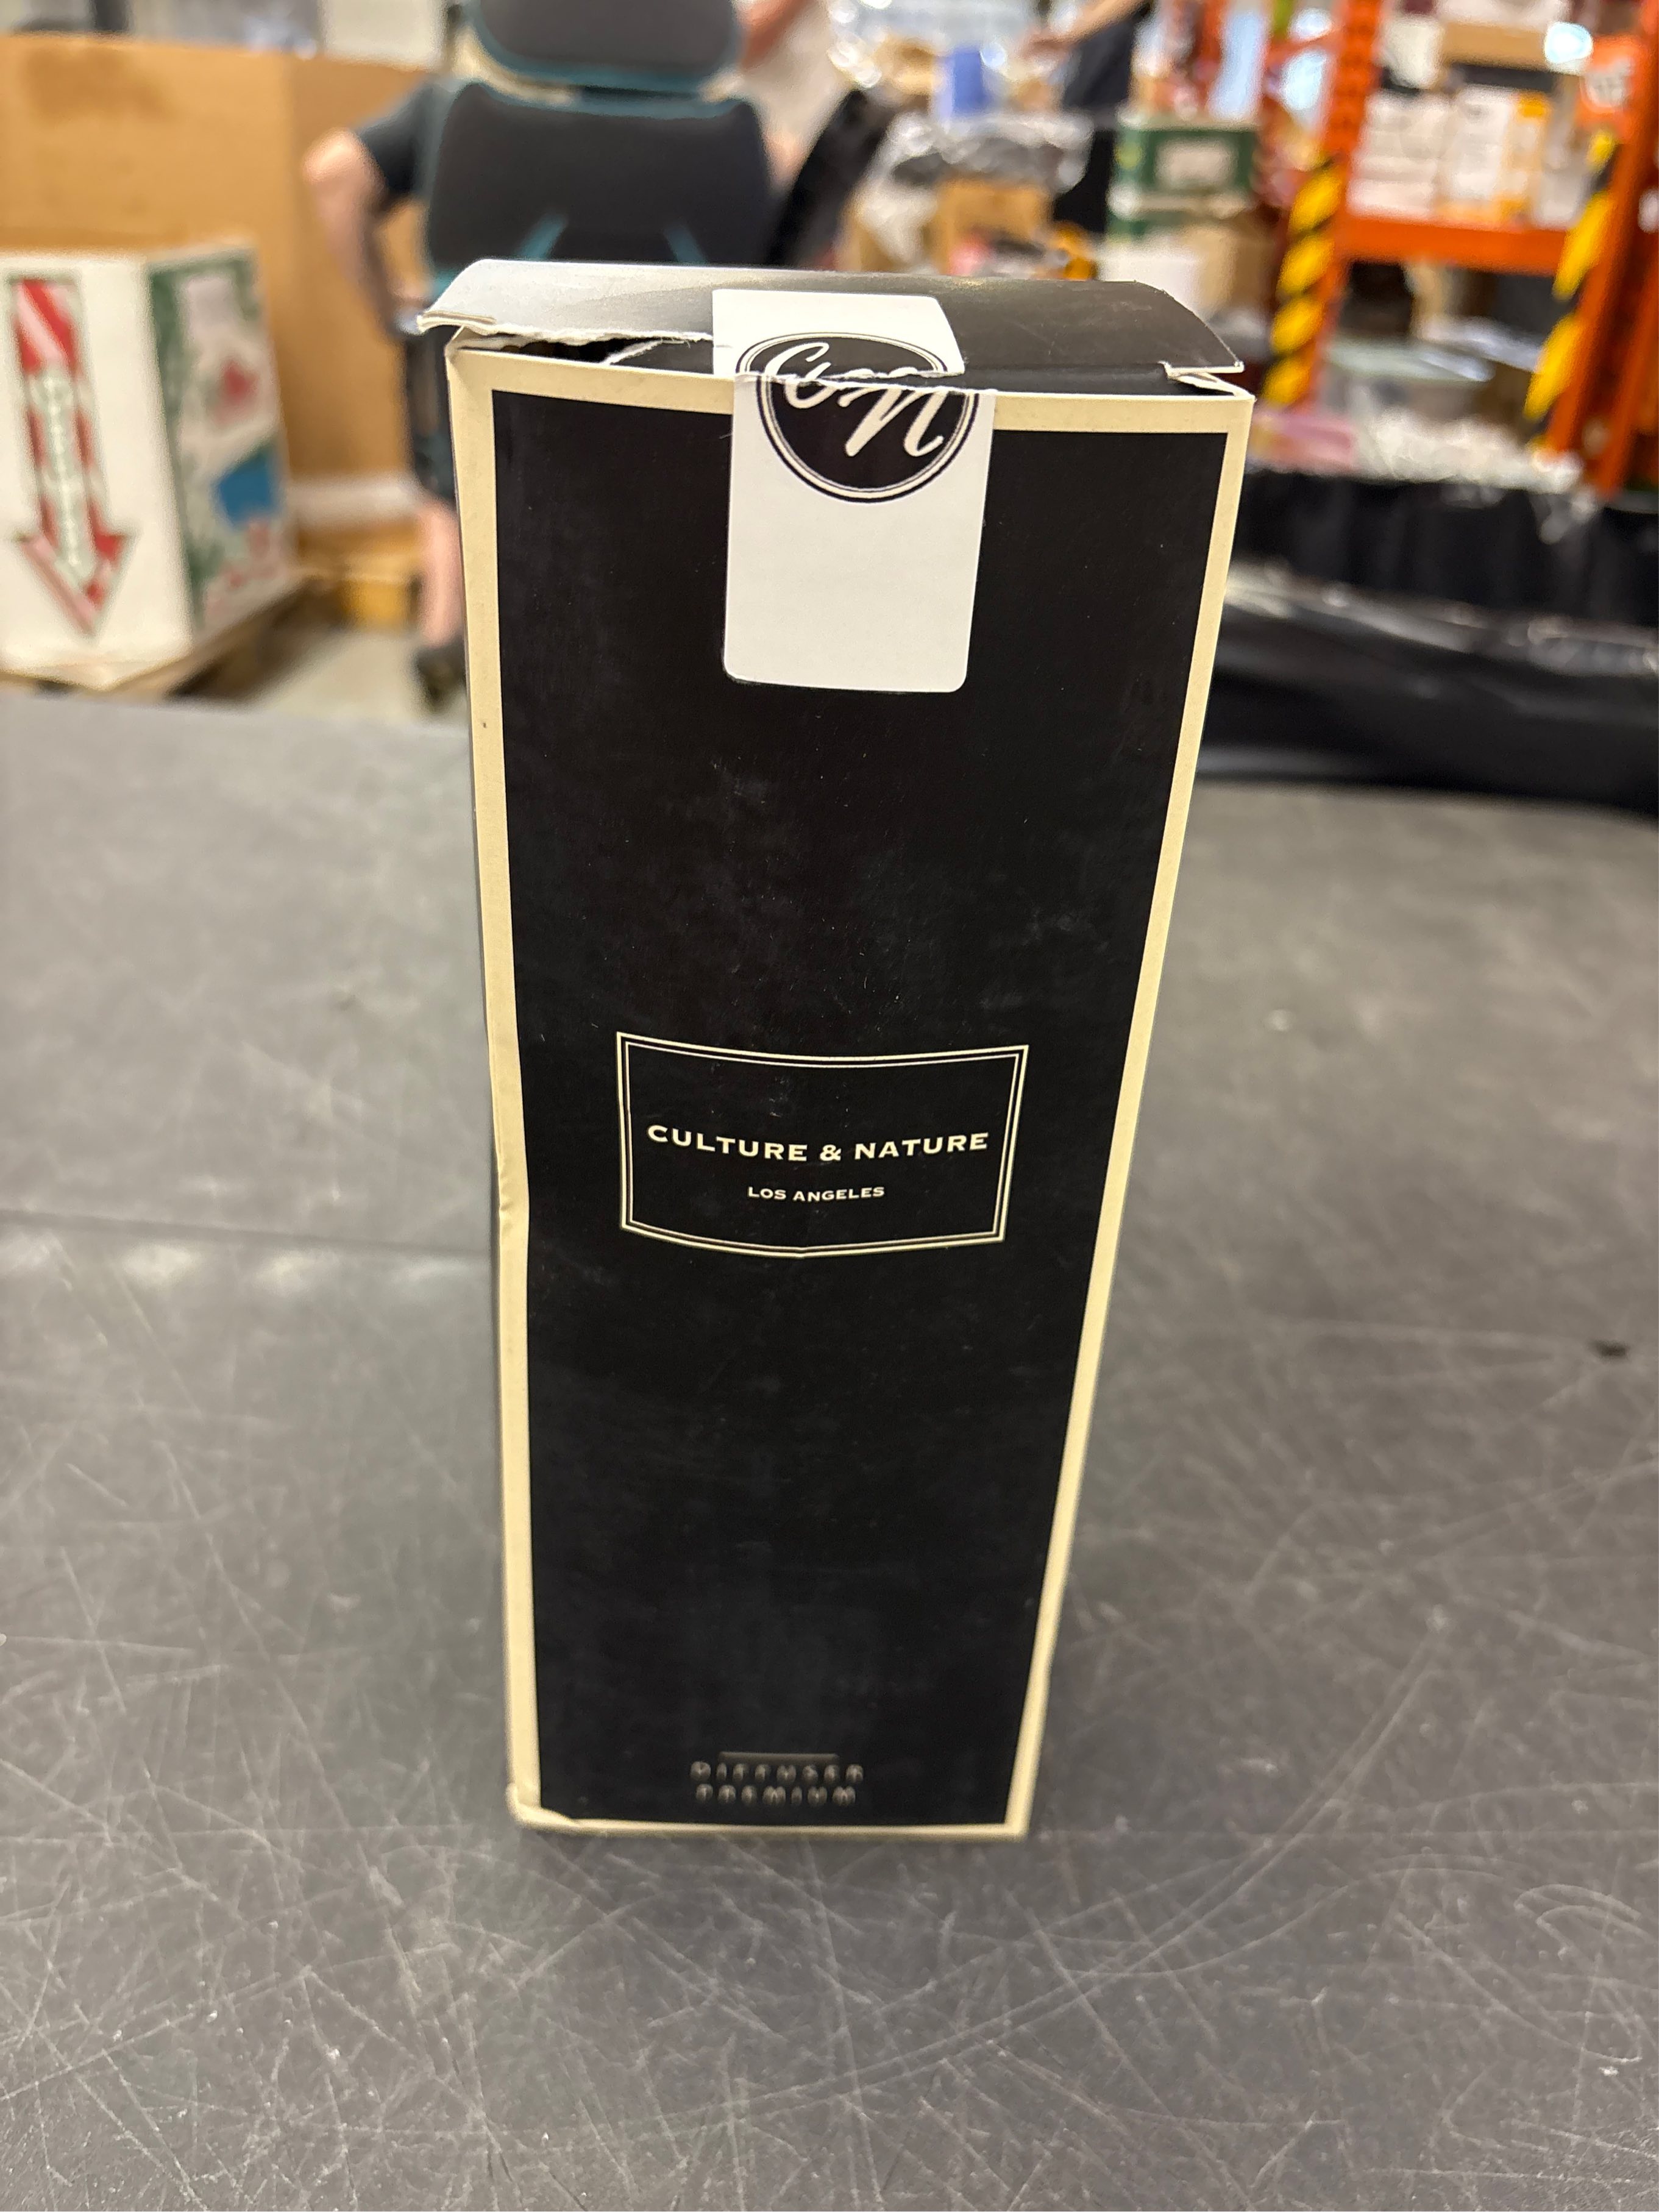 CULTURE & NATURE
LOS ANGELES
DIFFUSER
PREMIUM